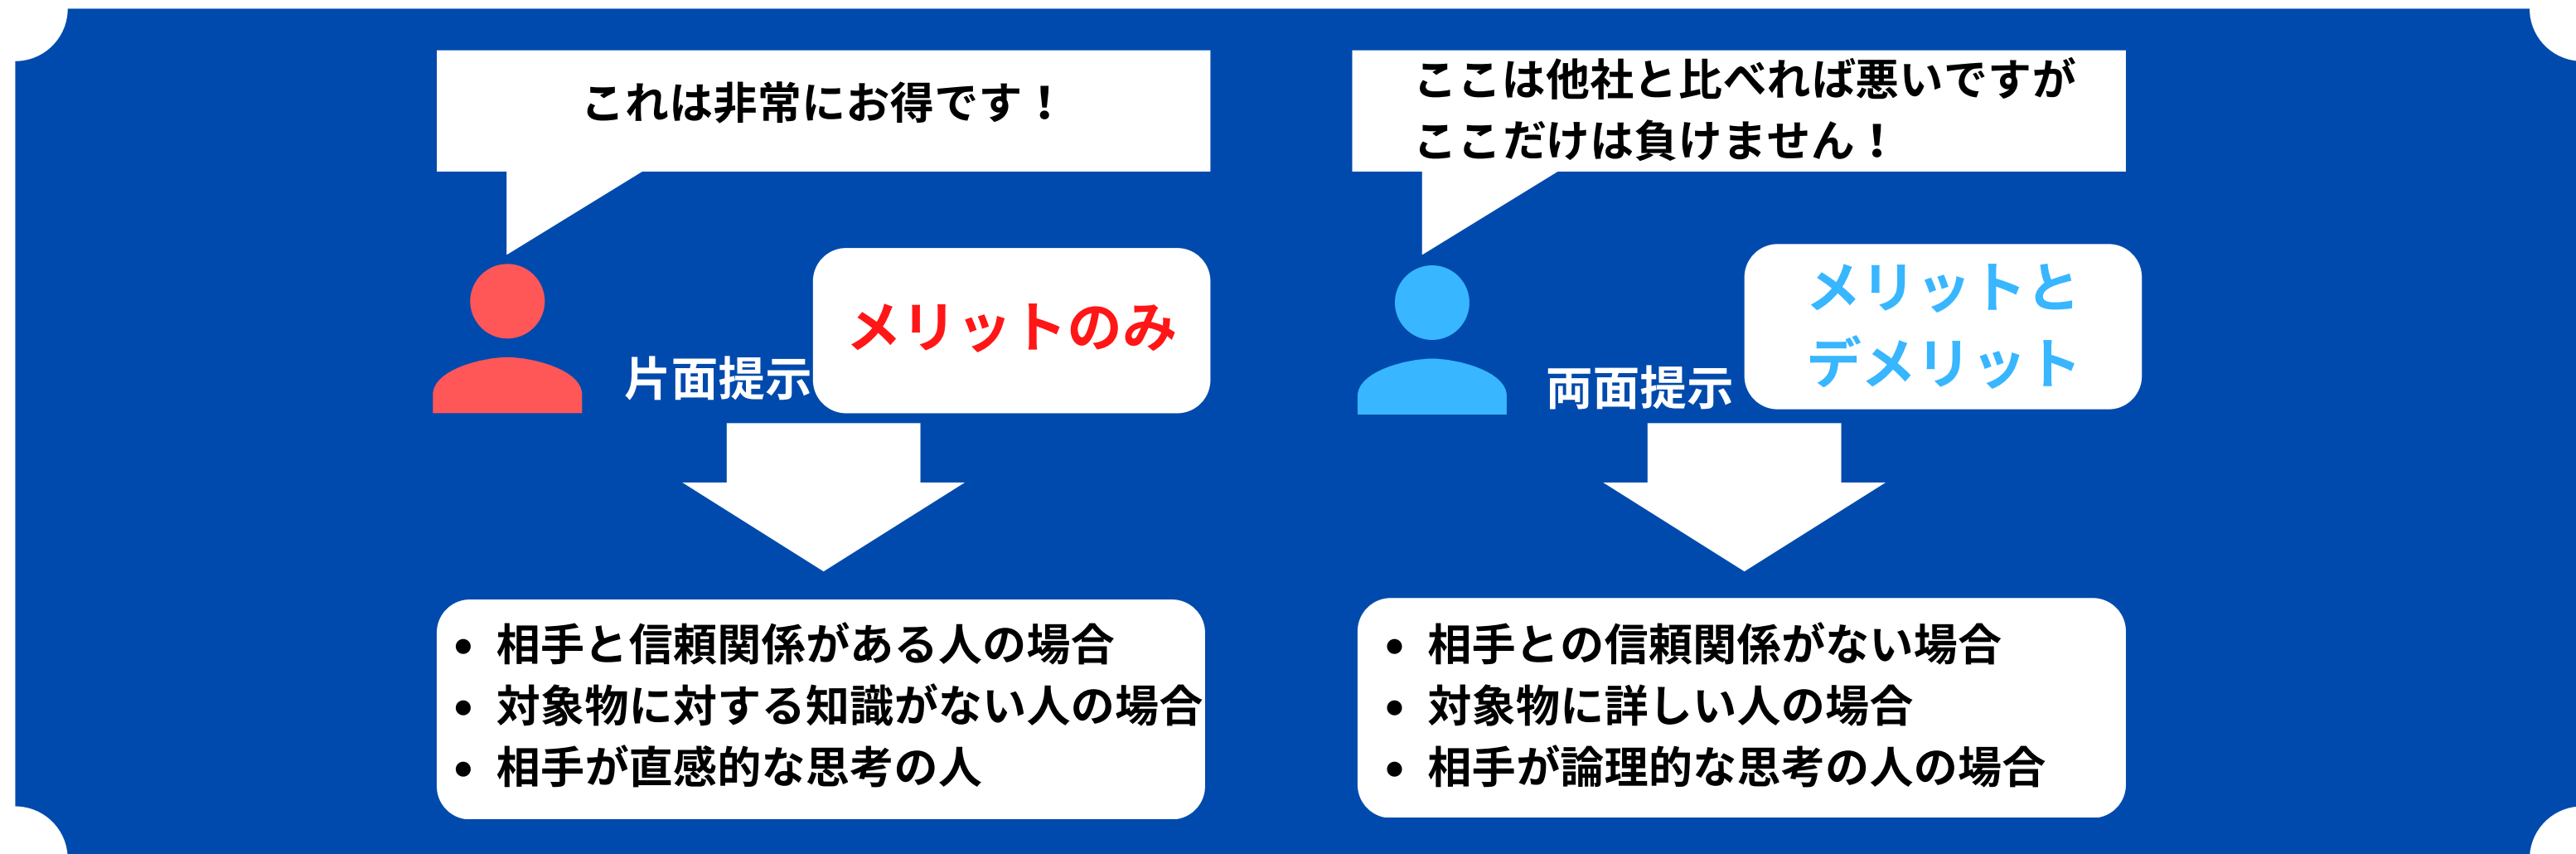 これは非常にお得です！
片面提示
メリットのみ
• 相手と信頼関係がある人の場合
• 対象物に対する知識がない人の場合
• 相手が直感的な思考の人
ここは他社と比べれば悪いですが
ここだけは負けません！
両面提示
メリットと
デメリット
• 相手との信頼関係がない場合
• 対象物に詳しい人の場合
• 相手が論理的な思考の人の場合